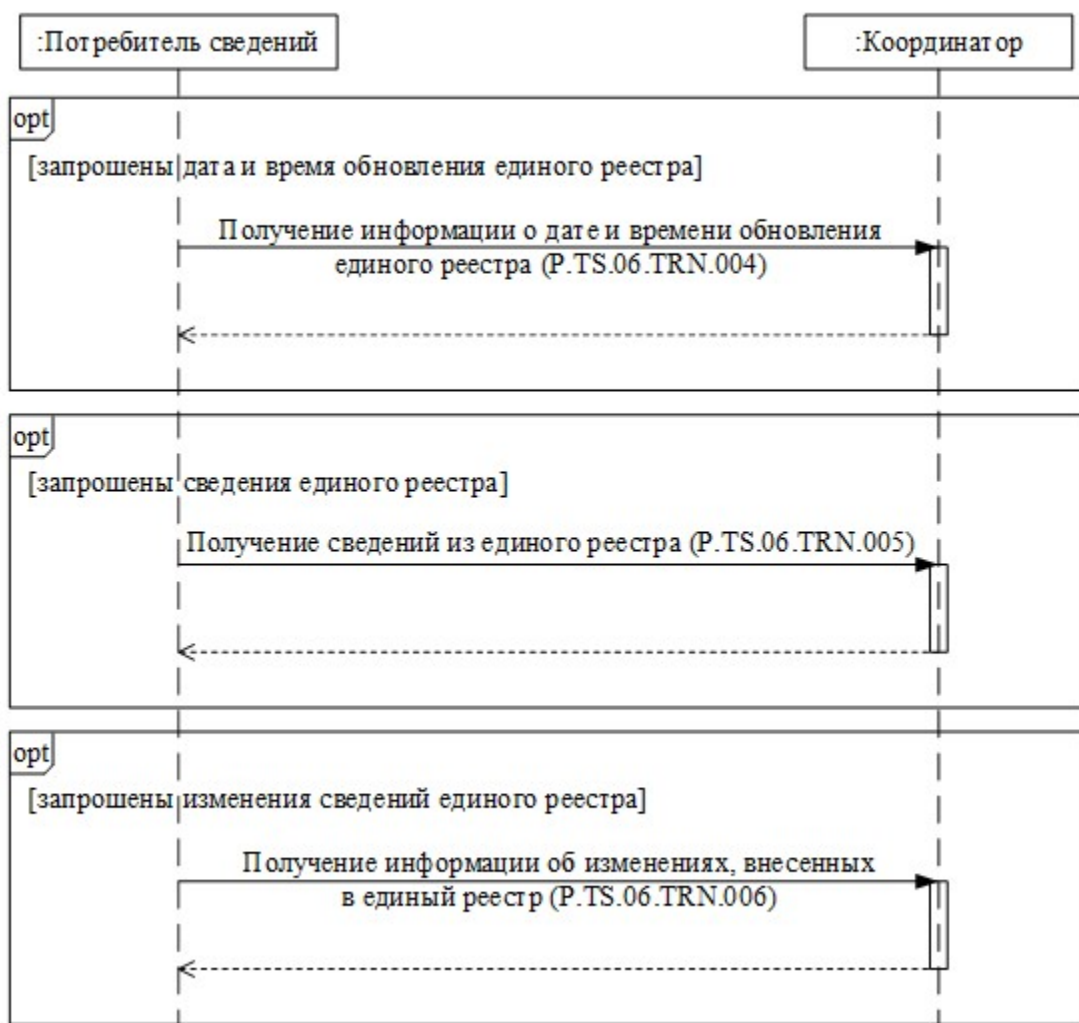 :Потребитель сведений
:Координатор
opt
[запрошены дата и время обновления единого реестра]
Получение информации о дате и времени обновления
единого реестра (P.TS.06.TRN.004)
opt
[запрошены сведения единого реестра]
Получение сведений из единого реестра (P.TS.06.TRN.005)
opt
[запрошены изменения сведений единого реестра]
Получение информации об изменениях, внесенных
в единый реестр (P.TS.06.TRN.006)